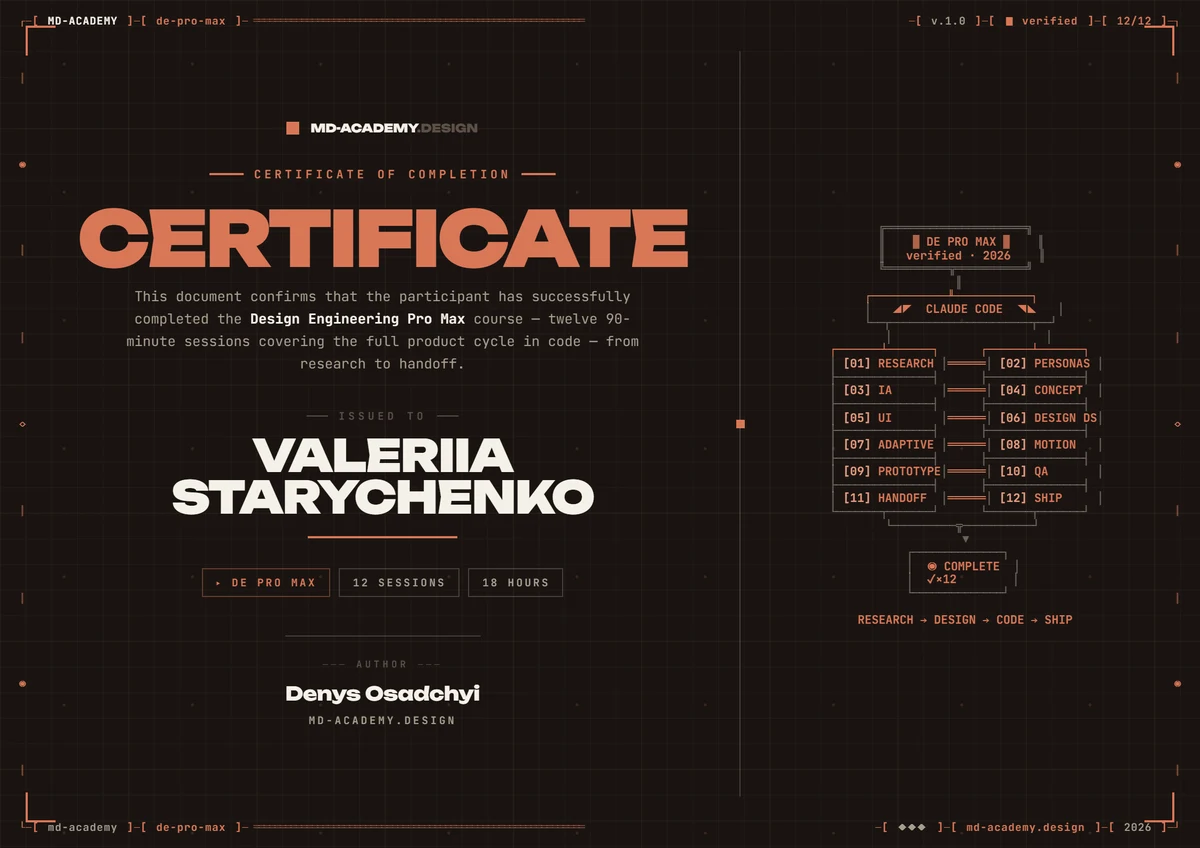 [ MD-ACADEMY ]-[ de-pro-max ]
[ v.1.0 ]-[ verified ]-[ 12/12 ]
MD-ACADEMY.DESIGN
CERTIFICATE OF COMPLETION
CERTIFICATE
This document confirms that the participant has successfully
completed the Design Engineering Pro Max course — twelve 90-
minute sessions covering the full product cycle in code — from
research to handoff.
ISSUED TO
VALERIIA
STARYCHENKO
▸ DE PRO MAX
12 SESSIONS
18 HOURS
AUTHOR
Denys Osadchyi
MD-ACADEMY.DESIGN
DE PRO MAX
verified · 2026
CLAUDE CODE
[01] RESEARCH [02] PERSONAS
[03] IA [04] CONCEPT
[05] UI [06] DESIGN DS
[07] ADAPTIVE [08] MOTION
[09] PROTOTYPE [10] QA
[11] HANDOFF [12] SHIP
◉ COMPLETE
✓×12
RESEARCH → DESIGN → CODE → SHIP
[ md-academy ]-[ de-pro-max ]
[ ◆◆◆ ]-[ md-academy.design ]-[ 2026 ]